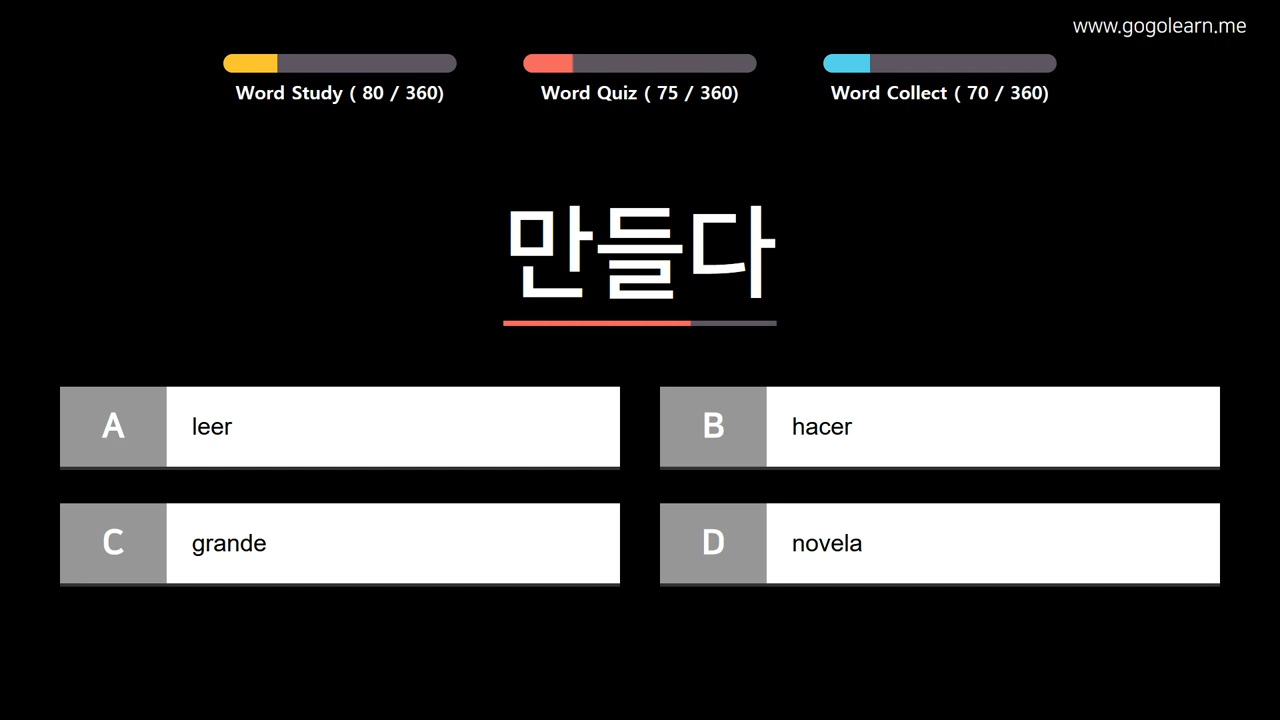 www.gogolearn.me
Word Study ( 80 / 360)
Word Quiz ( 75 / 360)
Word Collect ( 70 / 360)
만들다
A leer
B hacer
C grande
D novela